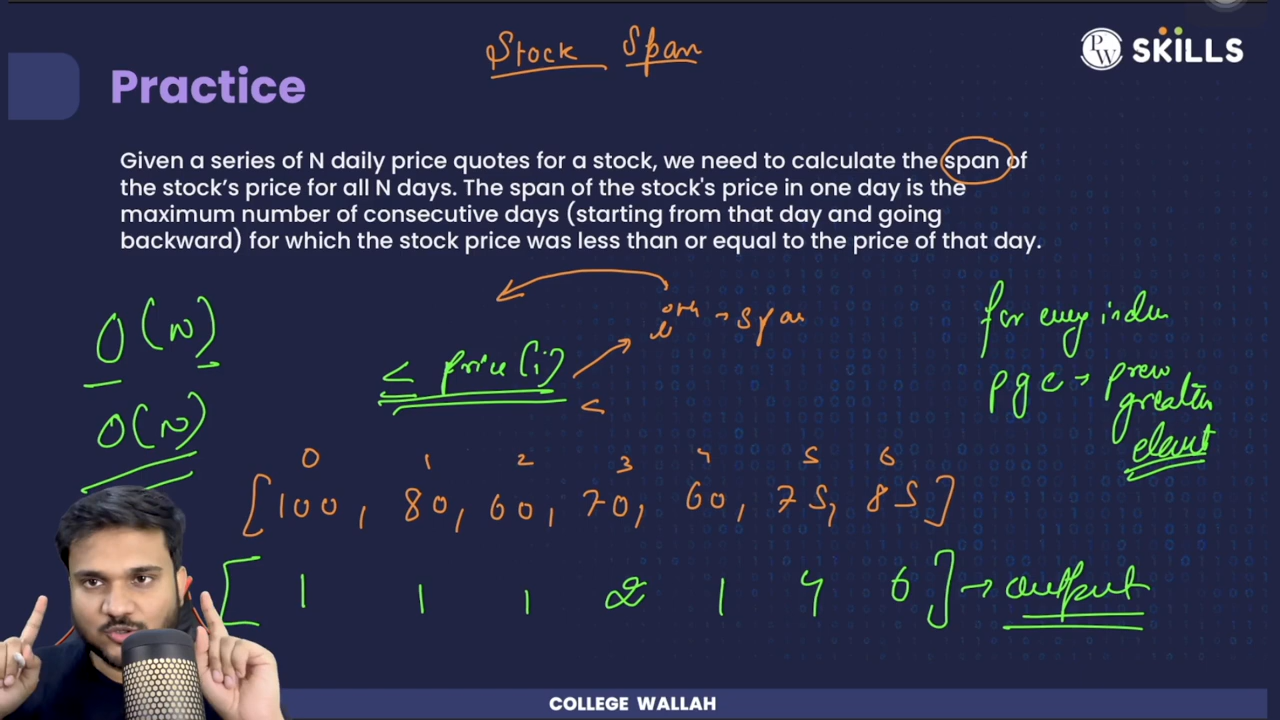 Stock Span
PW SKILLS
Practice
Given a series of N daily price quotes for a stock, we need to calculate the span of
the stock's price for all N days. The span of the stock's price in one day is the
maximum number of consecutive days (starting from that day and going
backward) for which the stock price was less than or equal to the price of that day.
O(N)
O(N)
≤ price(i)
<
ith → span
for every index
pge → prev
greater
element
0 1 2 3 4 5 6
[100, 80, 60, 70, 60, 75, 85]
[ 1 1 1 2 1 4 6 ] → output
COLLEGE WALLAH